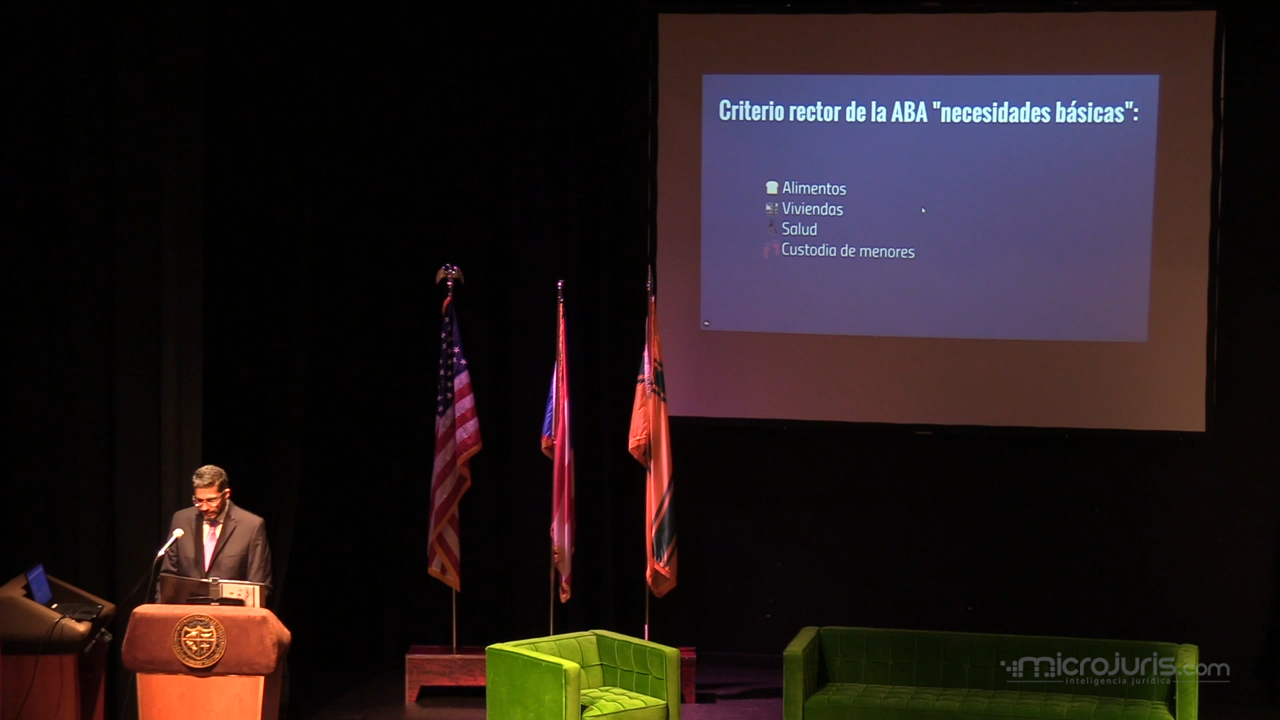 Criterio rector de la ABA "necesidades básicas":
Alimentos
Viviendas
Salud
Custodia de menores
microjuris.com
inteligencia jurídica